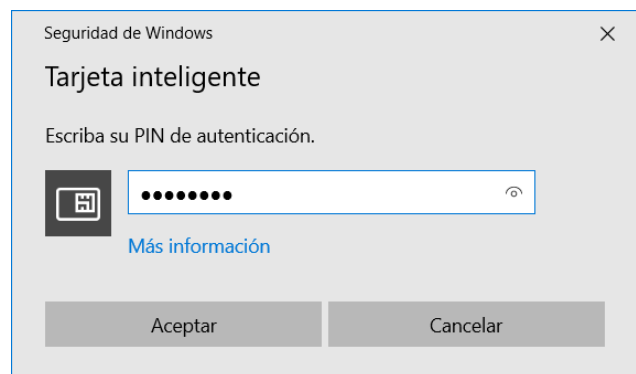 Seguridad de Windows
Tarjeta inteligente
Escriba su PIN de autenticación.
●●●●●●●●
Más información
Aceptar
Cancelar